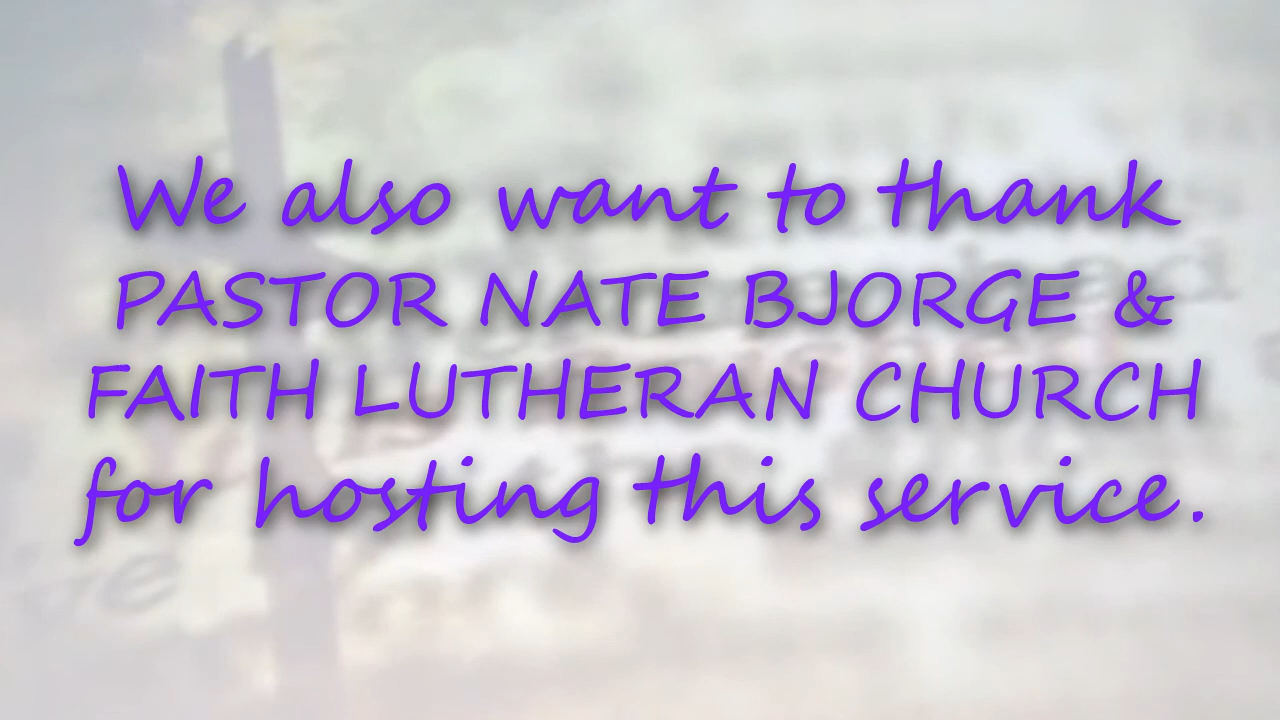 We also want to thank
PASTOR NATE BJORGE &
FAITH LUTHERAN CHURCH
for hosting this service.